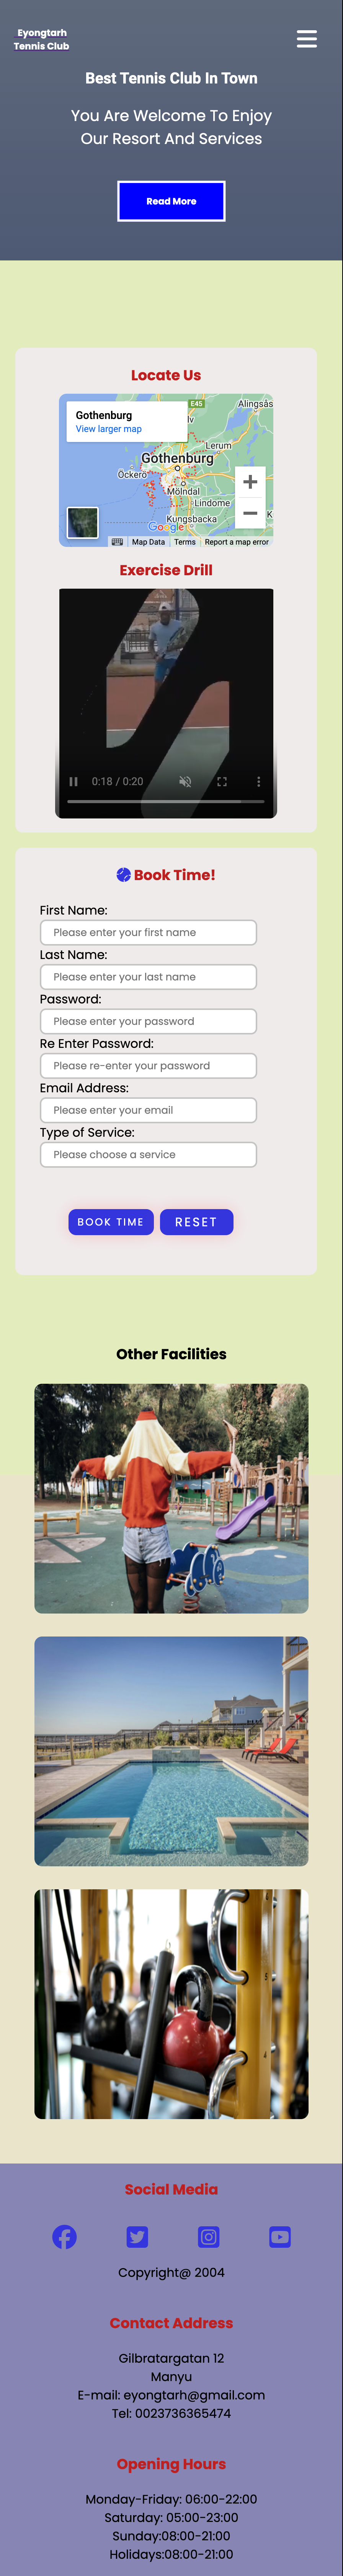 Eyongtarh
Tennis Club
Best Tennis Club In Town
You Are Welcome To Enjoy
Our Resort And Services
Read More
Locate Us
Gothenburg
View larger map
E45
lv
Alingsås
Lerum
Gothenburg
Öckerö
Mölndal
Lindome
Kungsbacka
K
Google
Map Data
Terms
Report a map error
Exercise Drill
0:18 / 0:20
Book Time!
First Name:
Please enter your first name
Last Name:
Please enter your last name
Password:
Please enter your password
Re Enter Password:
Please re-enter your password
Email Address:
Please enter your email
Type of Service:
Please choose a service
BOOK TIME
RESET
Other Facilities
Social Media
Copyright@ 2004
Contact Address
Gilbratargatan 12
Manyu
E-mail: eyongtarh@gmail.com
Tel: 0023736365474
Opening Hours
Monday-Friday: 06:00-22:00
Saturday: 05:00-23:00
Sunday:08:00-21:00
Holidays:08:00-21:00